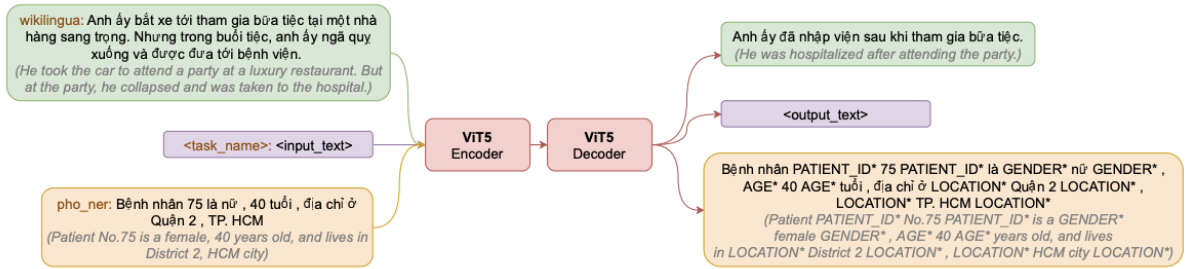 wikilingua: Anh ấy bắt xe tới tham gia bữa tiệc tại một nhà
hàng sang trọng. Nhưng trong buổi tiệc, anh ấy ngã quỵ
xuống và được đưa tới bệnh viện.
(He took the car to attend a party at a luxury restaurant. But
at the party, he collapsed and was taken to the hospital.)
<task_name>: <input_text>
pho_ner: Bệnh nhân 75 là nữ , 40 tuổi , địa chỉ ở
Quận 2 , TP. HCM
(Patient No.75 is a female, 40 years old, and lives in
District 2, HCM city)
ViT5
Encoder
ViT5
Decoder
Anh ấy đã nhập viện sau khi tham gia bữa tiệc.
(He was hospitalized after attending the party.)
<output_text>
Bệnh nhân PATIENT_ID* 75 PATIENT_ID* là GENDER* nữ GENDER* ,
AGE* 40 AGE* tuổi , địa chỉ ở LOCATION* Quận 2 LOCATION* ,
LOCATION* TP. HCM LOCATION*
(Patient PATIENT_ID* No.75 PATIENT_ID* is a GENDER*
female GENDER* , AGE* 40 AGE* years old, and lives
in LOCATION* District 2 LOCATION* , LOCATION* HCM city LOCATION*)